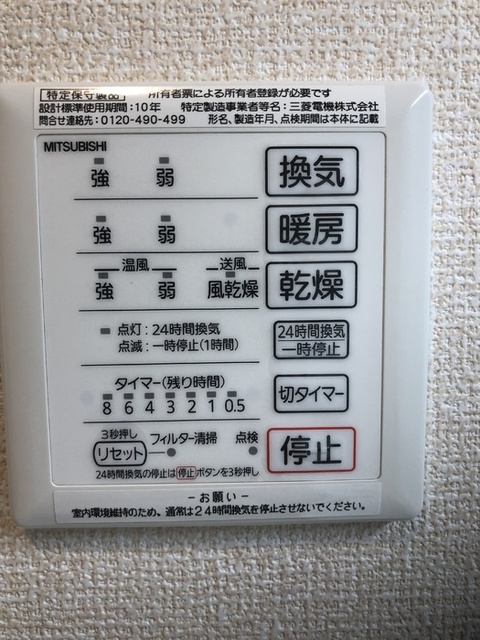 特定保守製品 所有者票による所有者登録が必要です
設計標準使用期間:10年 特定製造事業者等名:三菱電機株式会社
問合せ連絡先:0120-490-499 形名、製造年月、点検期間は本体に記載
MITSUBISHI
強 弱 換気
強 弱 暖房
温風 送風
強 弱 風乾燥 乾燥
点灯:24時間換気
点滅:一時停止(1時間)
24時間換気
一時停止
タイマー(残り時間)
8 6 4 3 2 1 0.5
切タイマー
3秒押し
リセット フィルター清掃 点検
停止
24時間換気の停止は停止ボタンを3秒押し
-お願い-
室内環境維持のため、通常は24時間換気を停止させないでください。